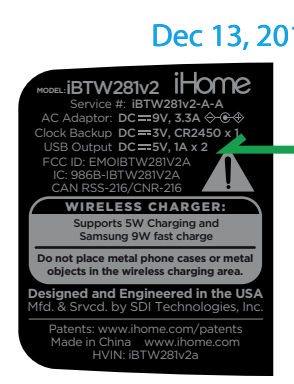 Dec 13, 201
MODEL: iBTW281v2 iHome
Service #: iBTW281v2-A-A
AC Adaptor: DC⎓9V, 3.3A
Clock Backup DC⎓3V, CR2450 x 1
USB Output DC⎓5V, 1A x 2
FCC ID: EMOIBTW281V2A
IC: 986B-IBTW281V2A
CAN RSS-216/CNR-216
WIRELESS CHARGER:
Supports 5W Charging and
Samsung 9W fast charge
Do not place metal phone cases or metal
objects in the wireless charging area.
Designed and Engineered in the USA
Mfd. & Srvcd. by SDI Technologies, Inc.
Patents: www.ihome.com/patents
Made in China www.ihome.com
HVIN: iBTW281v2a